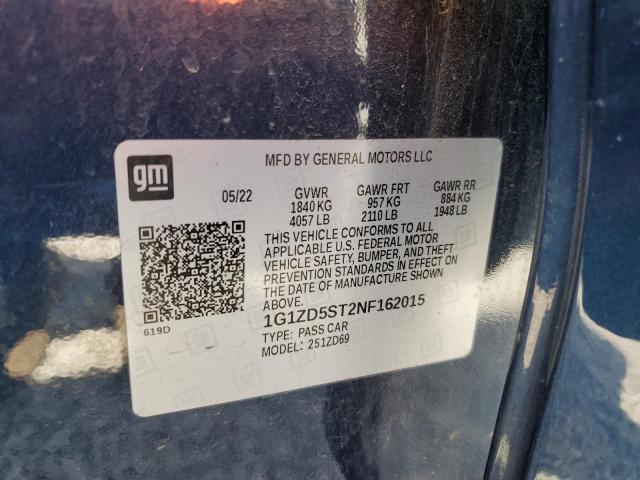 gm
MFD BY GENERAL MOTORS LLC
05/22 GVWR GAWR FRT GAWR RR
1840 KG 957 KG 884 KG
4057 LB 2110 LB 1948 LB
THIS VEHICLE CONFORMS TO ALL
APPLICABLE U.S. FEDERAL MOTOR
VEHICLE SAFETY, BUMPER, AND THEFT
PREVENTION STANDARDS IN EFFECT ON
THE DATE OF MANUFACTURE SHOWN
ABOVE.
619D
1G1ZD5ST2NF162015
TYPE: PASS CAR
MODEL: 251ZD69